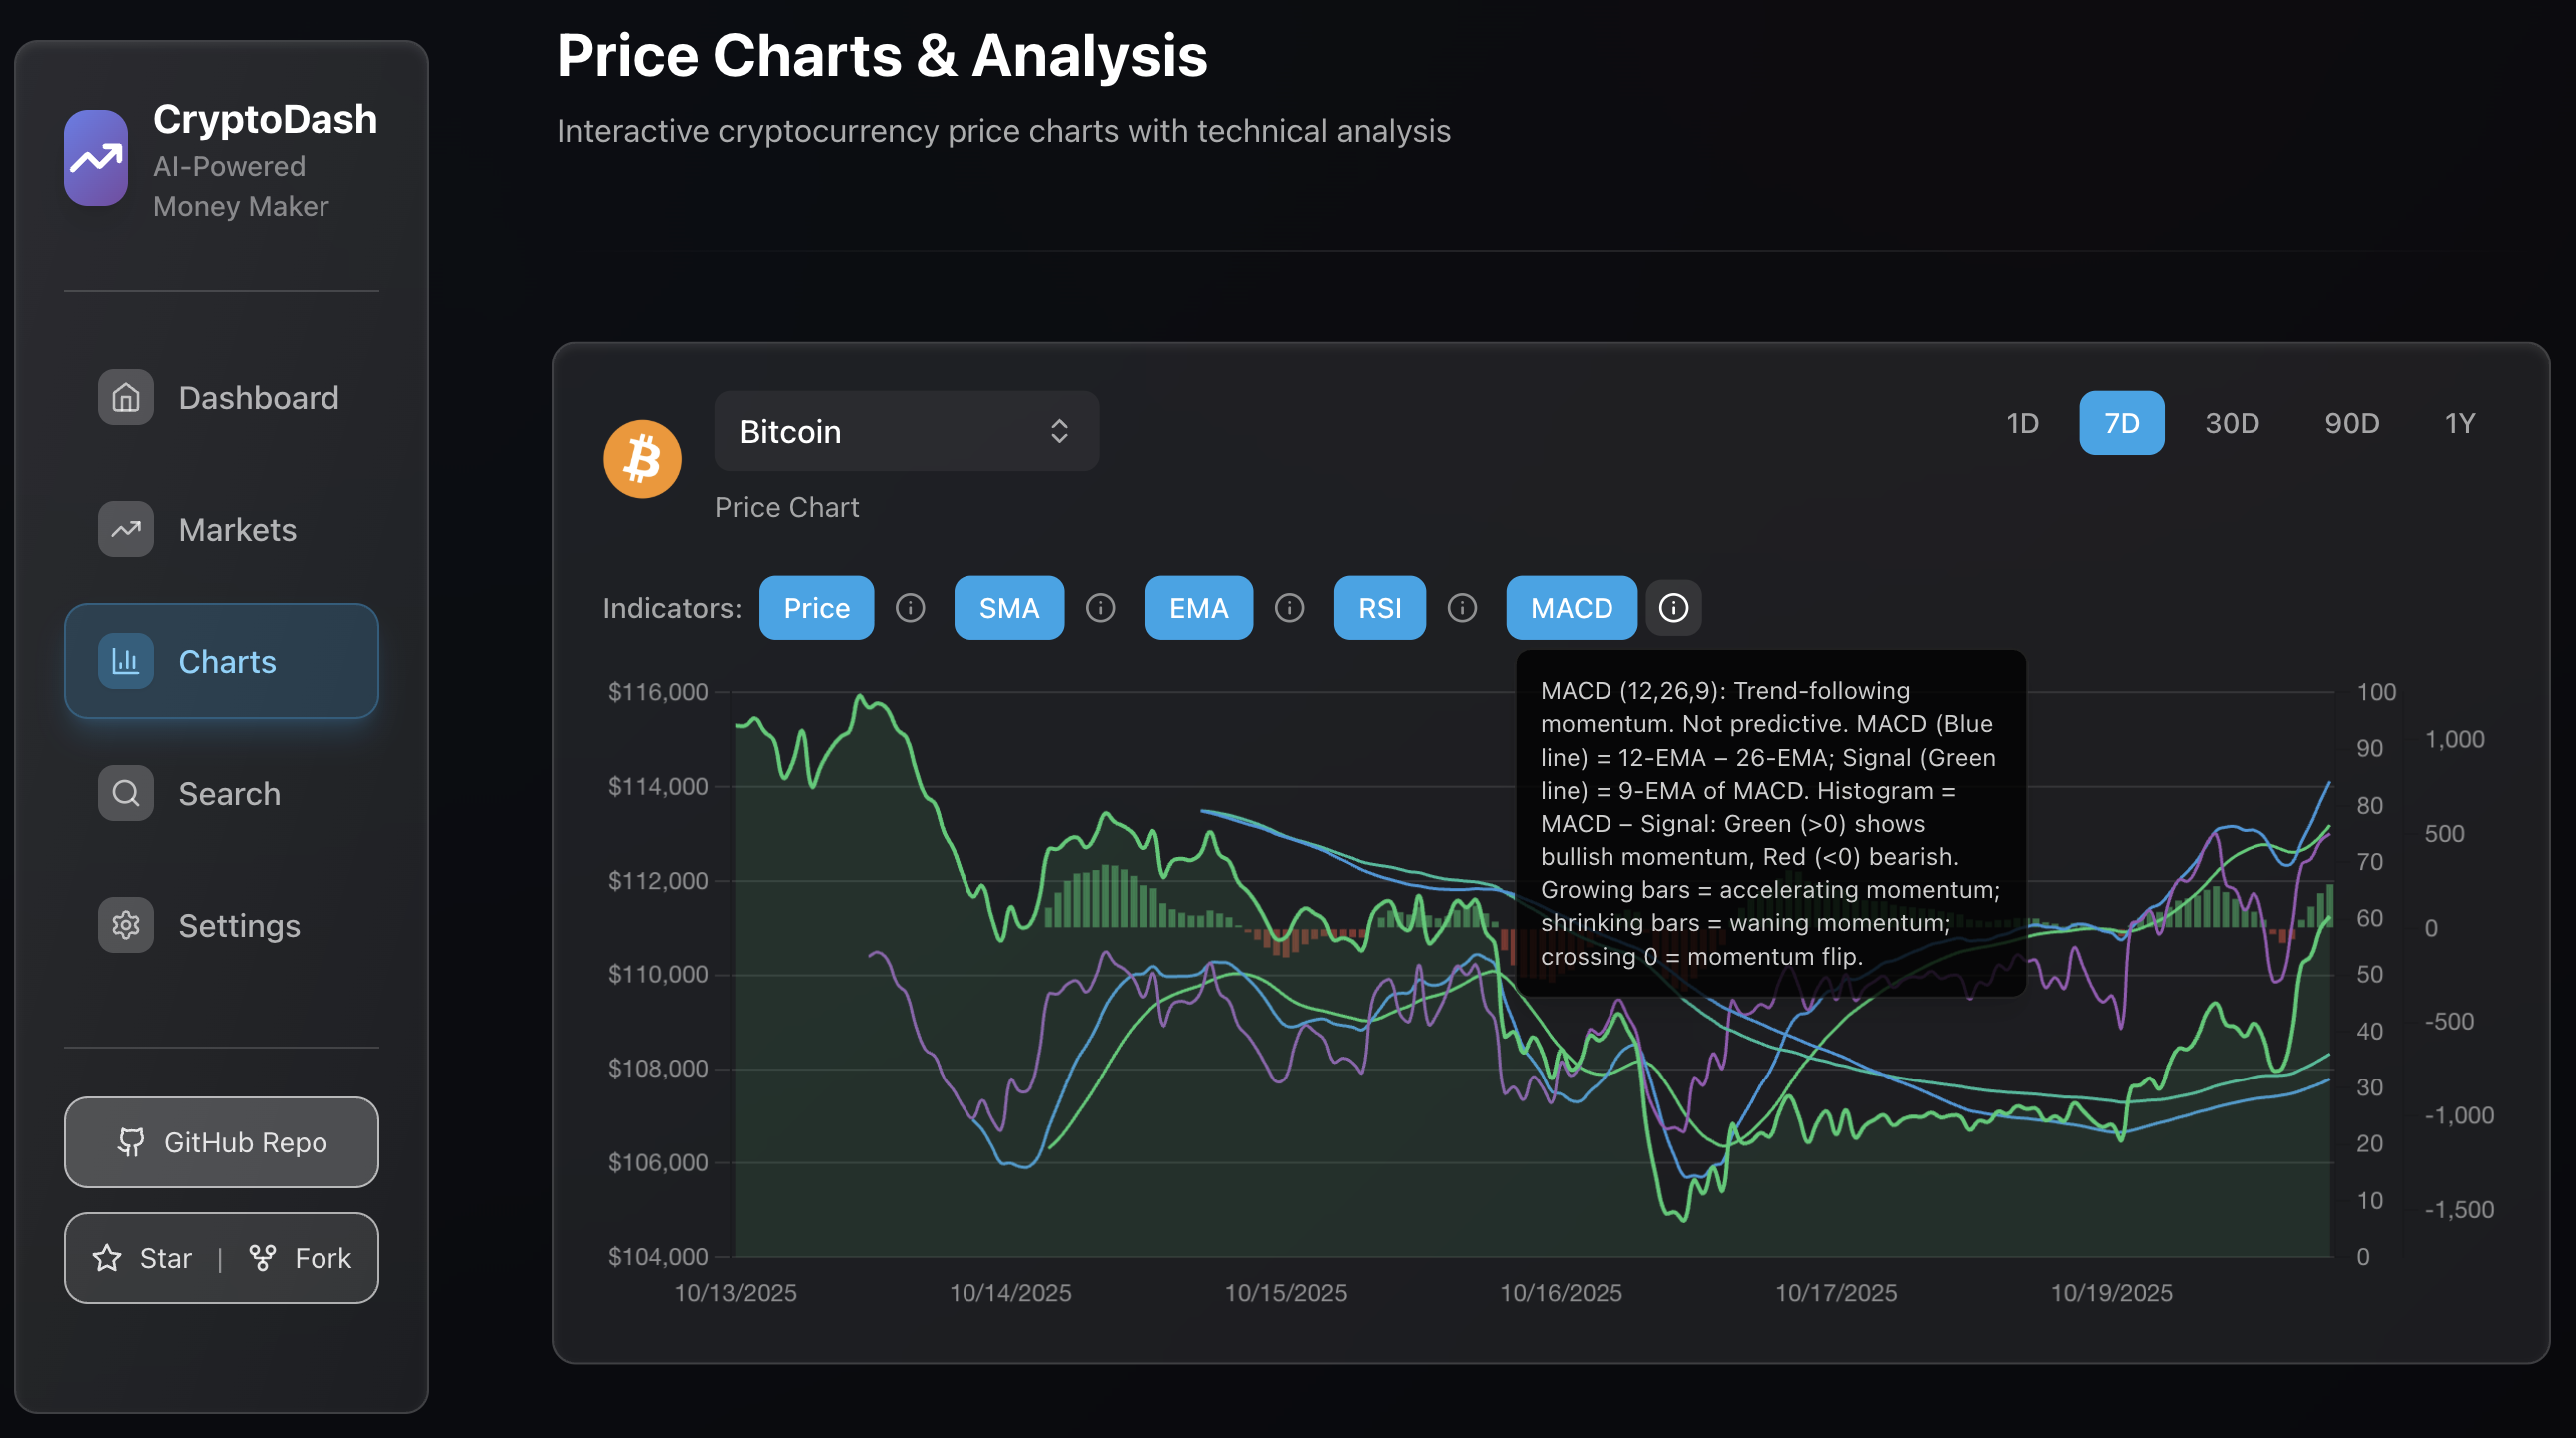 Price Charts & Analysis
Interactive cryptocurrency price charts with technical analysis
CryptoDash
AI-Powered
Money Maker
Dashboard
Markets
Charts
Search
Settings
GitHub Repo
Star | Fork
Bitcoin
Price Chart
1D 7D 30D 90D 1Y
Indicators: Price SMA EMA RSI MACD
MACD (12,26,9): Trend-following
momentum. Not predictive. MACD (Blue
line) = 12-EMA – 26-EMA; Signal (Green
line) = 9-EMA of MACD. Histogram =
MACD – Signal: Green (>0) shows
bullish momentum, Red (<0) bearish.
Growing bars = accelerating momentum;
shrinking bars = waning momentum;
crossing 0 = momentum flip.
$116,000
$114,000
$112,000
$110,000
$108,000
$106,000
$104,000
100
90
80
70
60
50
40
30
20
10
0
1,000
500
0
-500
-1,000
-1,500
10/13/2025 10/14/2025 10/15/2025 10/16/2025 10/17/2025 10/19/2025